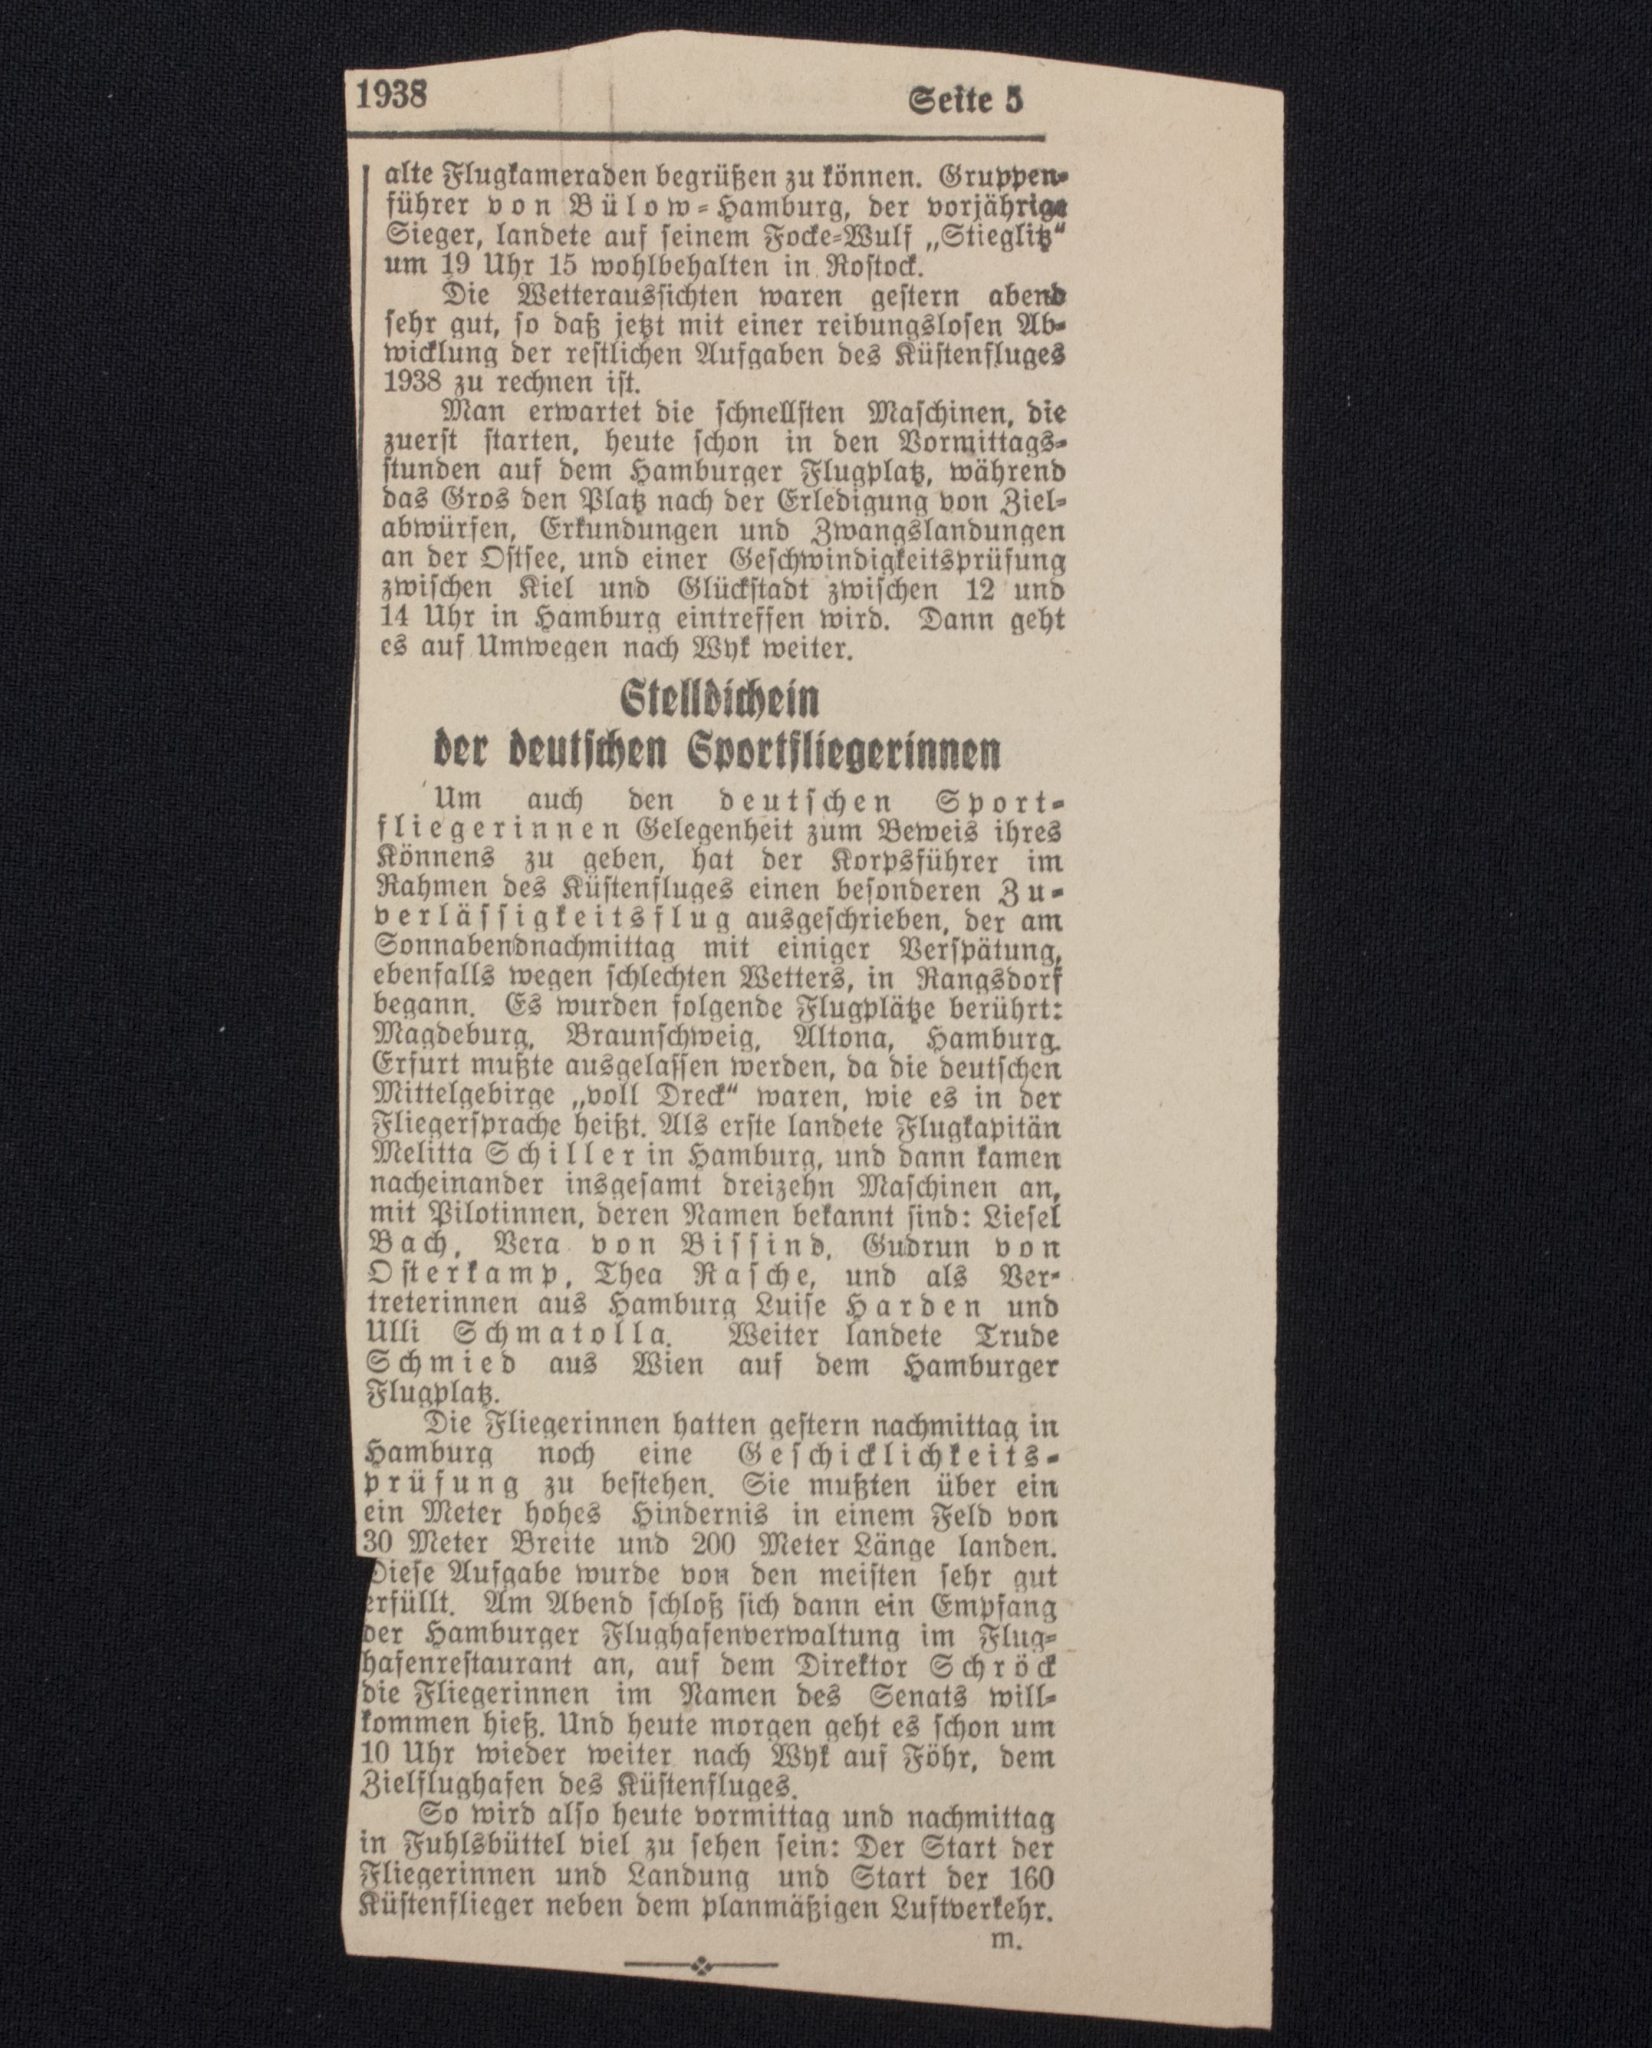 1938 Seite 5
alte Flugkameraden begrüßen zu können. Gruppen-
führer von Bülow-Hamburg, der vorjährige
Sieger, landete auf seinem Focke-Wulf „Stieglitz“
um 19 Uhr 15 wohlbehalten in Rostock.
Die Wetteraussichten waren gestern abend
sehr gut, so daß jetzt mit einer reibungslosen Ab-
wicklung der restlichen Aufgaben des Küstenfluges
1938 zu rechnen ist.
Man erwartet die schnellsten Maschinen, die
zuerst starten, heute schon in den Vormittags-
stunden auf dem Hamburger Flugplatz, während
das Gros den Platz nach der Erledigung von Ziel-
abwürfen, Erkundungen und Zwangslandungen
an der Ostsee, und einer Geschwindigkeitsprüfung
zwischen Kiel und Glückstadt zwischen 12 und
14 Uhr in Hamburg eintreffen wird. Dann geht
es auf Umwegen nach Wyk weiter.
Stelldichein
der deutschen Sportfliegerinnen
Um auch den deutschen Sport-
fliegerinnen Gelegenheit zum Beweis ihres
Könnens zu geben, hat der Korpsführer im
Rahmen des Küstenfluges einen besonderen Zu-
verlässigkeitsflug ausgeschrieben, der am
Sonnabendnachmittag mit einiger Verspätung,
ebenfalls wegen schlechten Wetters, in Rangsdorf
begann. Es wurden folgende Flugplätze berührt:
Magdeburg, Braunschweig, Altona, Hamburg.
Erfurt mußte ausgelassen werden, da die deutschen
Mittelgebirge „voll Dreck“ waren, wie es in der
Fliegersprache heißt. Als erste landete Flugkapitän
Melitta Schiller in Hamburg, und dann kamen
nacheinander insgesamt dreizehn Maschinen an,
mit Pilotinnen, deren Namen bekannt sind: Liesel
Bach, Vera von Bissind, Gudrun von
Osterkamp, Thea Rasche, und als Ver-
treterinnen aus Hamburg Luise Harden und
Ulli Schmatolla. Weiter landete Trude
Schmied aus Wien auf dem Hamburger
Flugplatz.
Die Fliegerinnen hatten gestern nachmittag in
Hamburg noch eine Geschicklichkeits-
prüfung zu bestehen. Sie mußten über ein
ein Meter hohes Hindernis in einem Feld von
30 Meter Breite und 200 Meter Länge landen.
Diese Aufgabe wurde von den meisten sehr gut
erfüllt. Am Abend schloß sich dann ein Empfang
der Hamburger Flughafenverwaltung im Flug-
hafenrestaurant an, auf dem Direktor Schröck
die Fliegerinnen im Namen des Senats will-
kommen hieß. Und heute morgen geht es schon um
10 Uhr wieder weiter nach Wyk auf Föhr, dem
Zielflughafen des Küstenfluges.
So wird also heute vormittag und nachmittag
in Fuhlsbüttel viel zu sehen sein: Der Start der
Fliegerinnen und Landung und Start der 160
Küstenflieger neben dem planmäßigen Luftverkehr.
m.